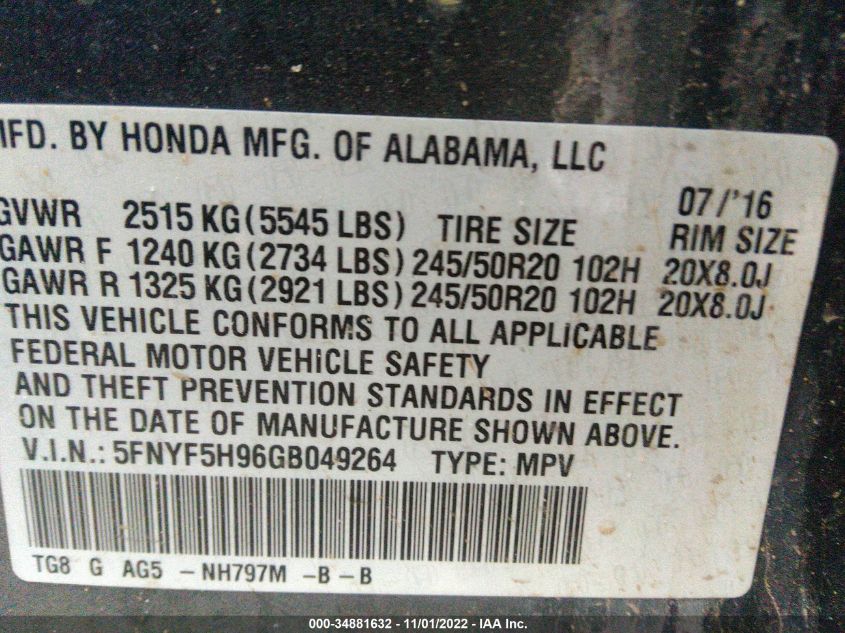 MFD. BY HONDA MFG. OF ALABAMA, LLC
07/'16
GVWR 2515 KG(5545 LBS) TIRE SIZE RIM SIZE
GAWR F 1240 KG(2734 LBS) 245/50R20 102H 20X8.0J
GAWR R 1325 KG(2921 LBS) 245/50R20 102H 20X8.0J
THIS VEHICLE CONFORMS TO ALL APPLICABLE
FEDERAL MOTOR VEHICLE SAFETY
AND THEFT PREVENTION STANDARDS IN EFFECT
ON THE DATE OF MANUFACTURE SHOWN ABOVE.
V.I.N.: 5FNYF5H96GB049264 TYPE: MPV
TG8 G AG5 -NH797M -B-B
000-34881632 - 11/01/2022 - IAA Inc.